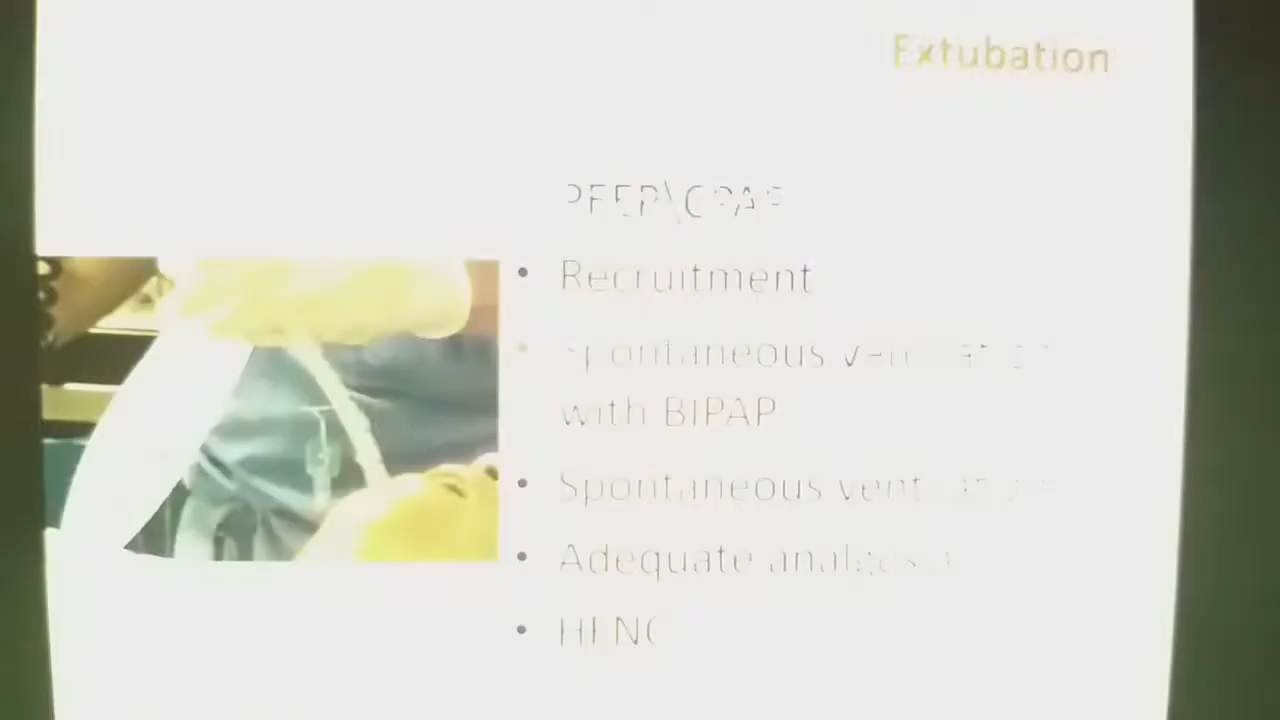 Extubation
PEEP\CPAP
• Recruitment
• Spontaneous ventilation
with BIPAP
• Spontaneous ventilation
• Adequate analgesia
• HFNC